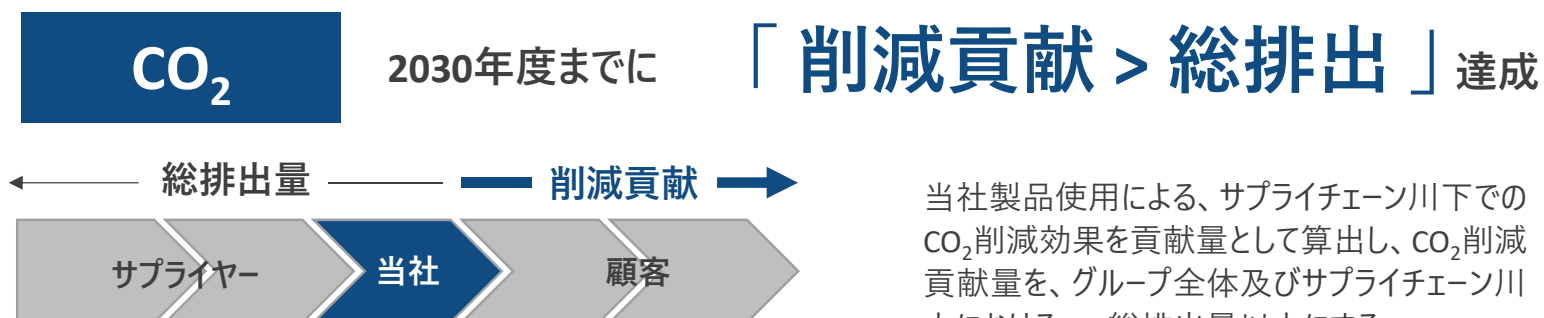 CO₂
2030年度までに
「 削減貢献 > 総排出 」達成
総排出量
削減貢献
サプライヤー
当社
顧客
当社製品使用による、サプライチェーン川下での
CO₂削減効果を貢献量として算出し、CO₂削減
貢献量を、グループ全体及びサプライチェーン川